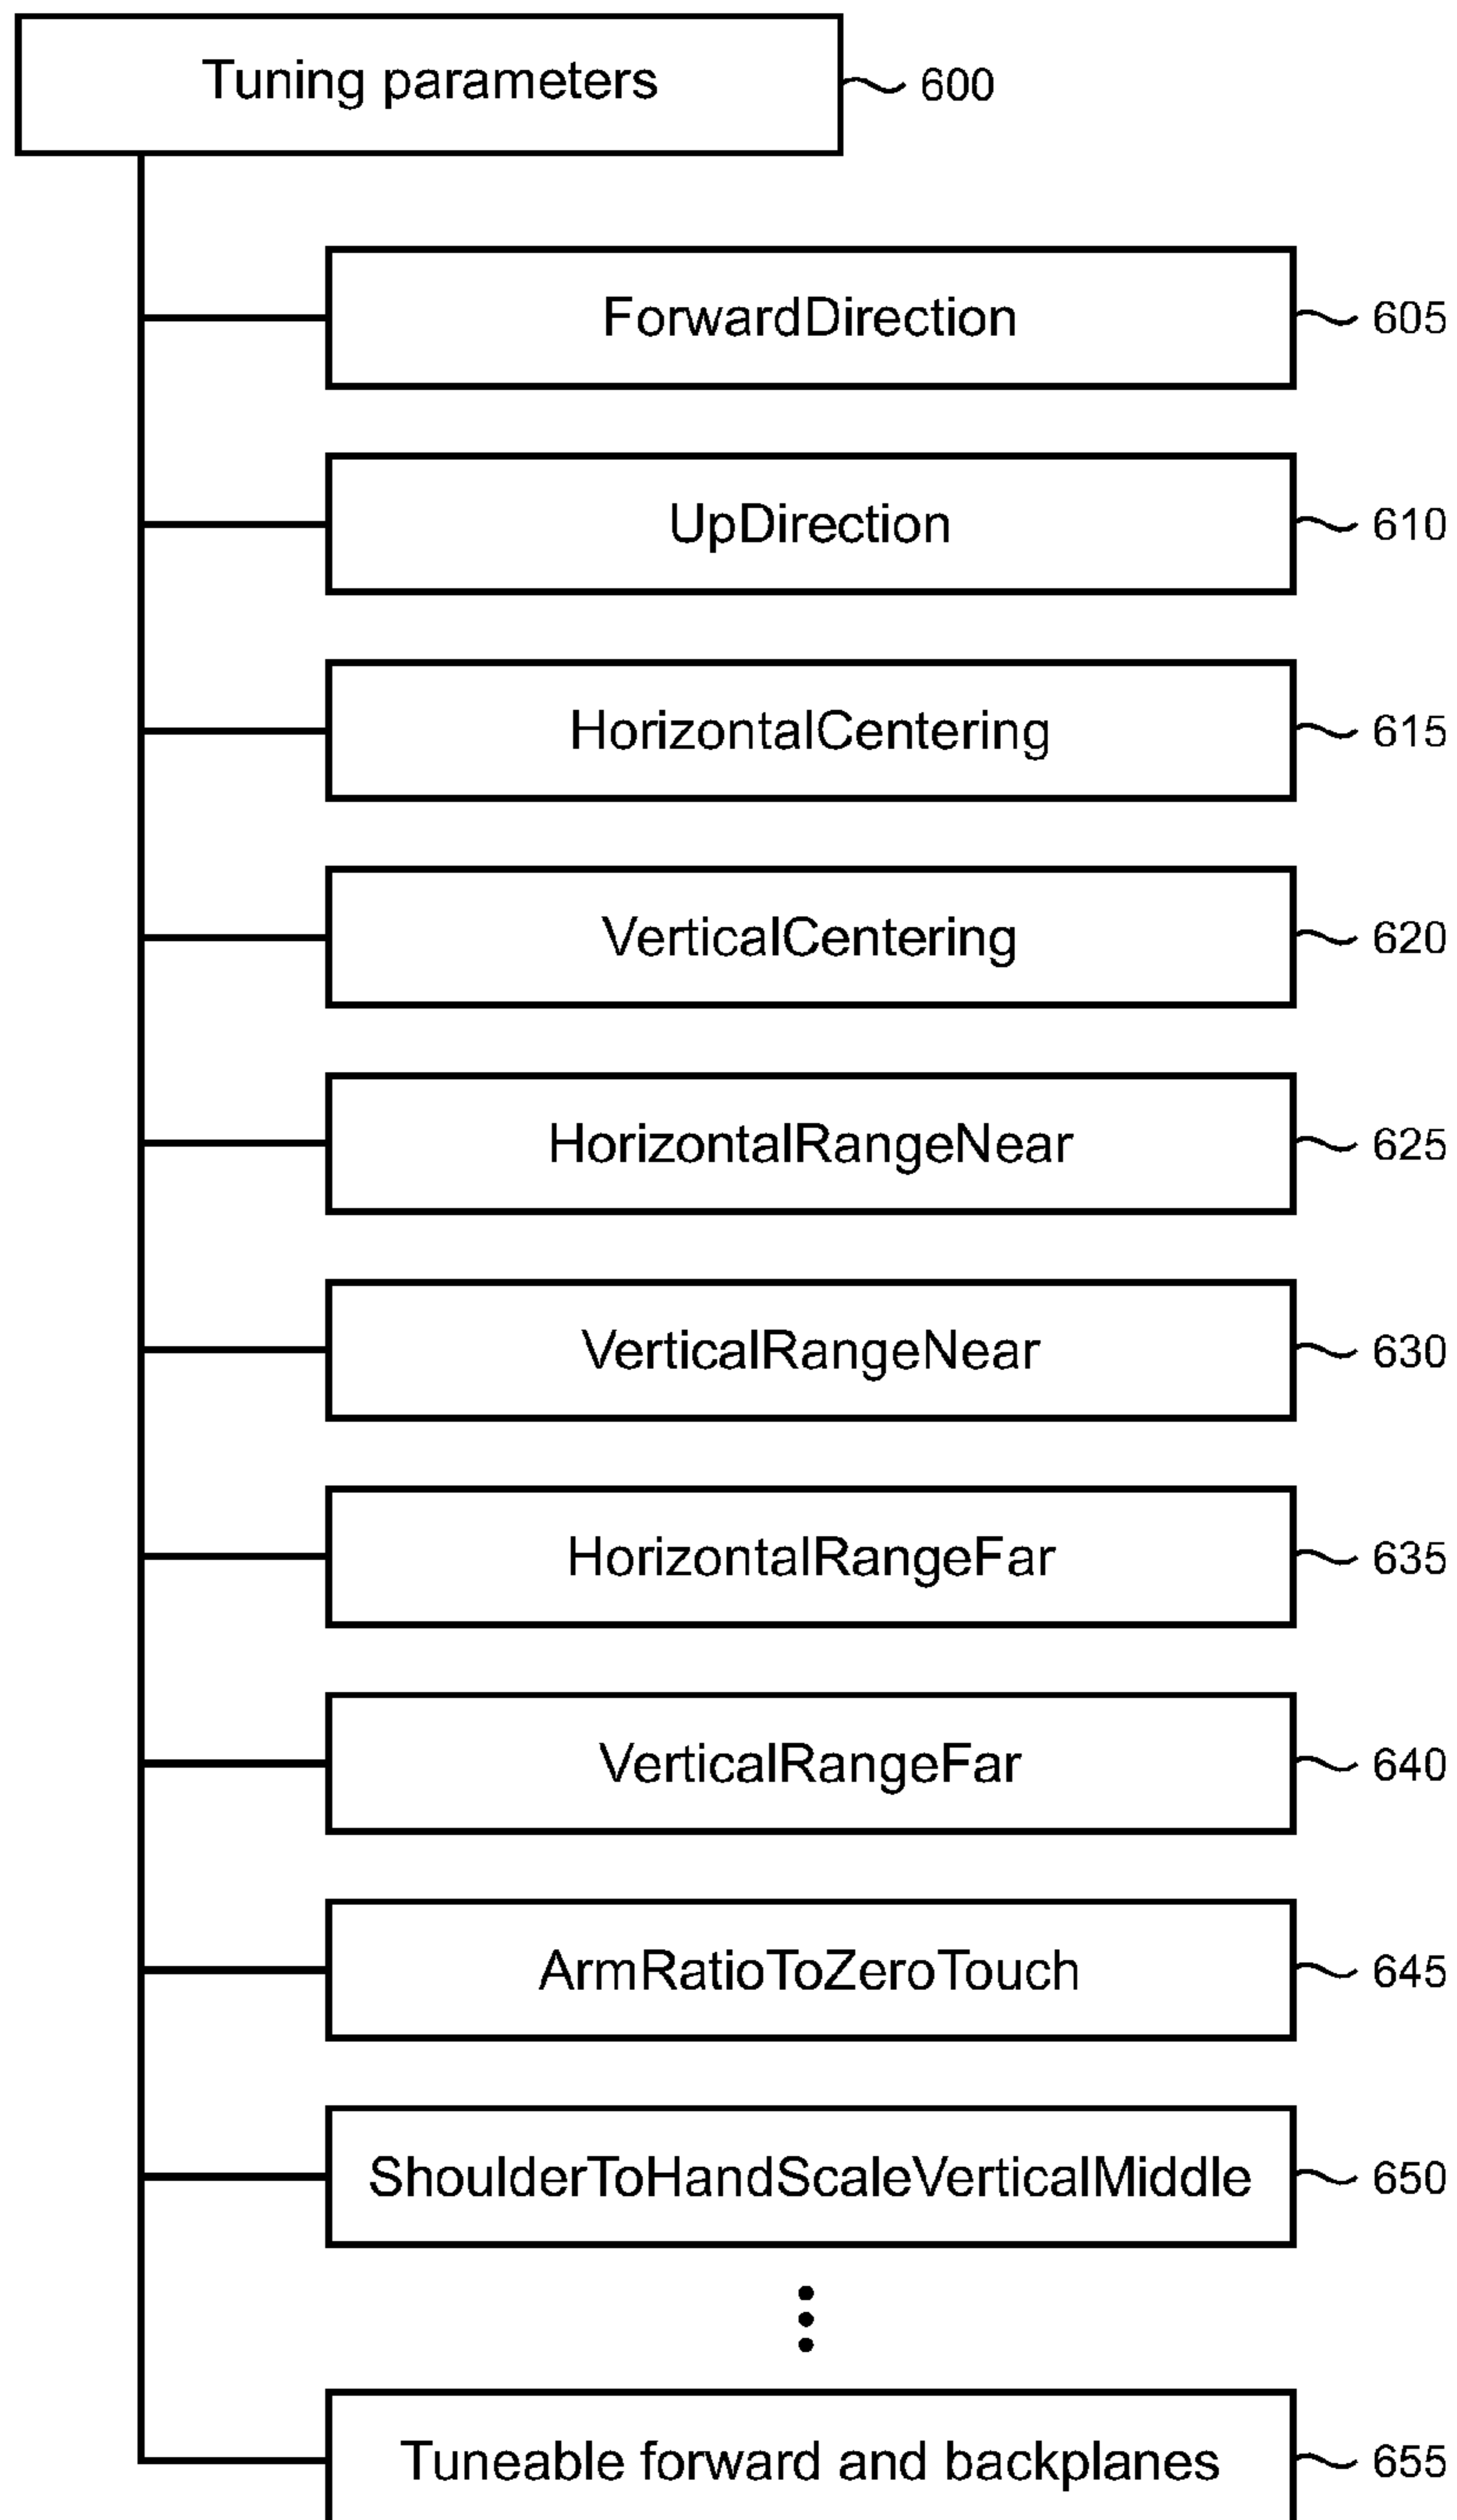 Tuning parameters 600
ForwardDirection 605
UpDirection 610
HorizontalCentering 615
VerticalCentering 620
HorizontalRangeNear 625
VerticalRangeNear 630
HorizontalRangeFar 635
VerticalRangeFar 640
ArmRatioToZeroTouch 645
ShoulderToHandScaleVerticalMiddle 650
Tuneable forward and backplanes 655